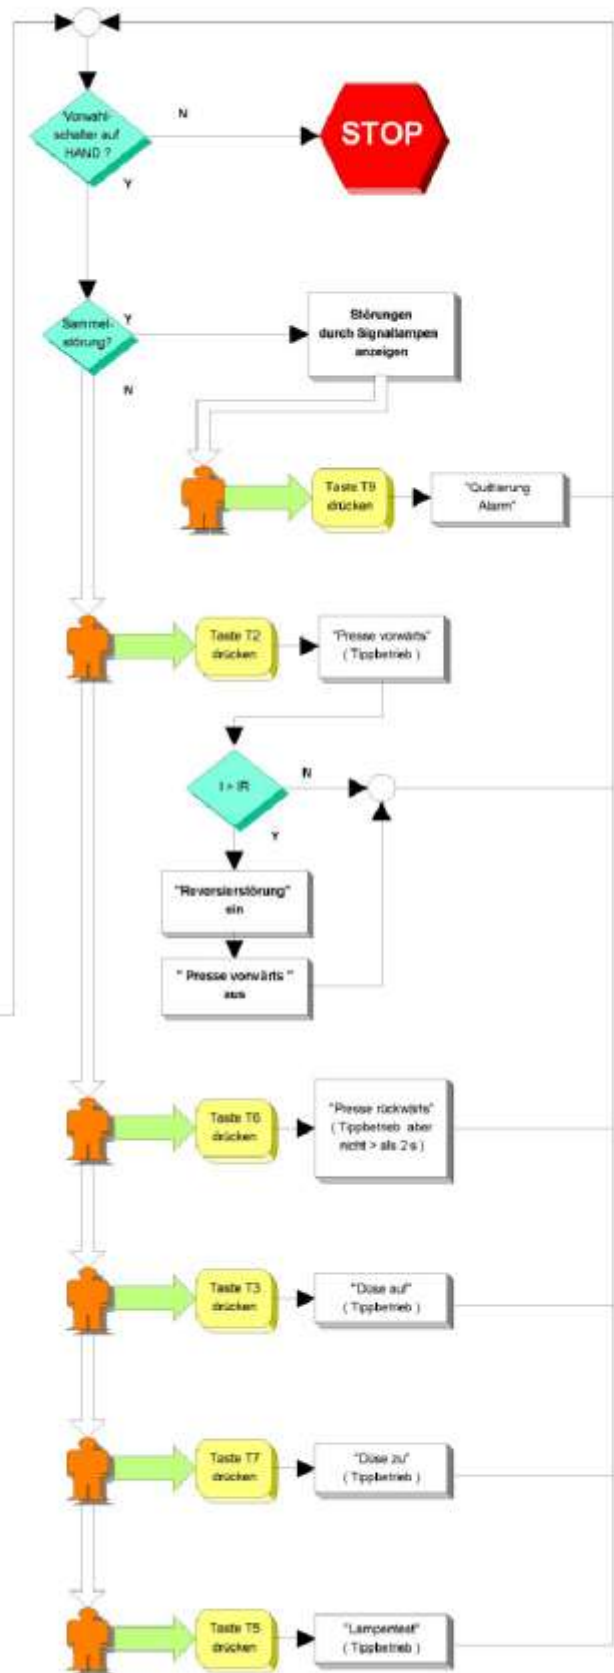 Vorwahl-
schalter auf
HAND ?
N
STOP
Y
Sammel-
störung?
Y
Störungen
durch Signallampen
anzeigen
N
Taste T9
drücken
"Quittierung
Alarm"
Taste T2
drücken
"Presse vorwärts"
( Tippbetrieb )
I > IR
N
Y
"Reversierstörung"
ein
" Presse vorwärts "
aus
Taste T6
drücken
"Presse rückwärts"
( Tippbetrieb aber
nicht > als 2 s )
Taste T3
drücken
"Düse auf"
( Tippbetrieb )
Taste T7
drücken
"Düse zu"
( Tippbetrieb )
Taste T5
drücken
"Lampentest"
( Tippbetrieb )